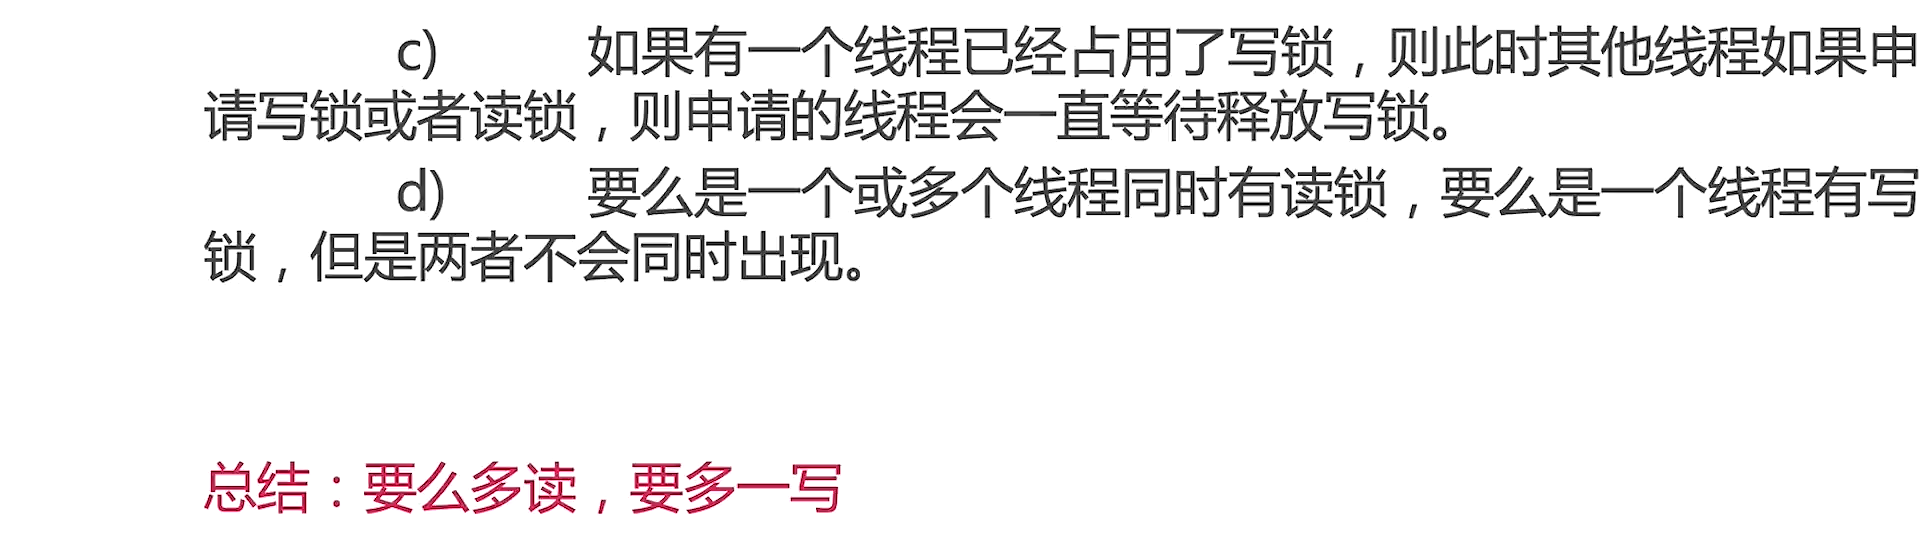 c) 如果有一个线程已经占用了写锁，则此时其他线程如果申
请写锁或者读锁，则申请的线程会一直等待释放写锁。
d) 要么是一个或多个线程同时有读锁，要么是一个线程有写
锁，但是两者不会同时出现。
总结：要么多读，要多一写